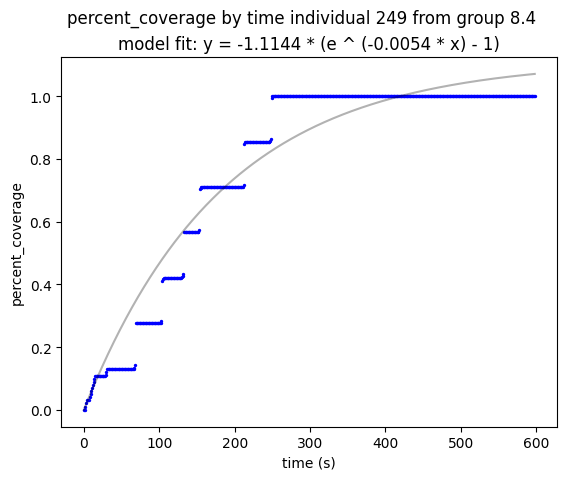 percent_coverage by time individual 249 from group 8.4
model fit: y = -1.1144 * (e ^ (-0.0054 * x) - 1)
1.0
0.8
0.6
0.4
0.2
0.0
percent_coverage
0 100 200 300 400 500 600
time (s)